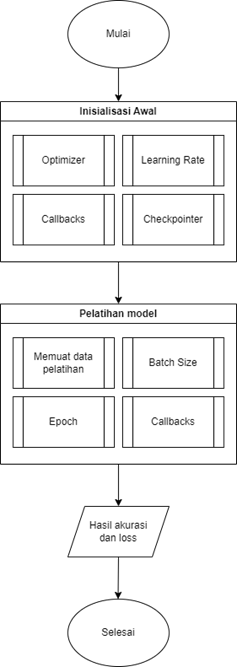 Mulai
Inisialisasi Awal
Optimizer
Learning Rate
Callbacks
Checkpointer
Pelatihan model
Memuat data
pelatihan
Batch Size
Epoch
Callbacks
Hasil akurasi
dan loss
Selesai